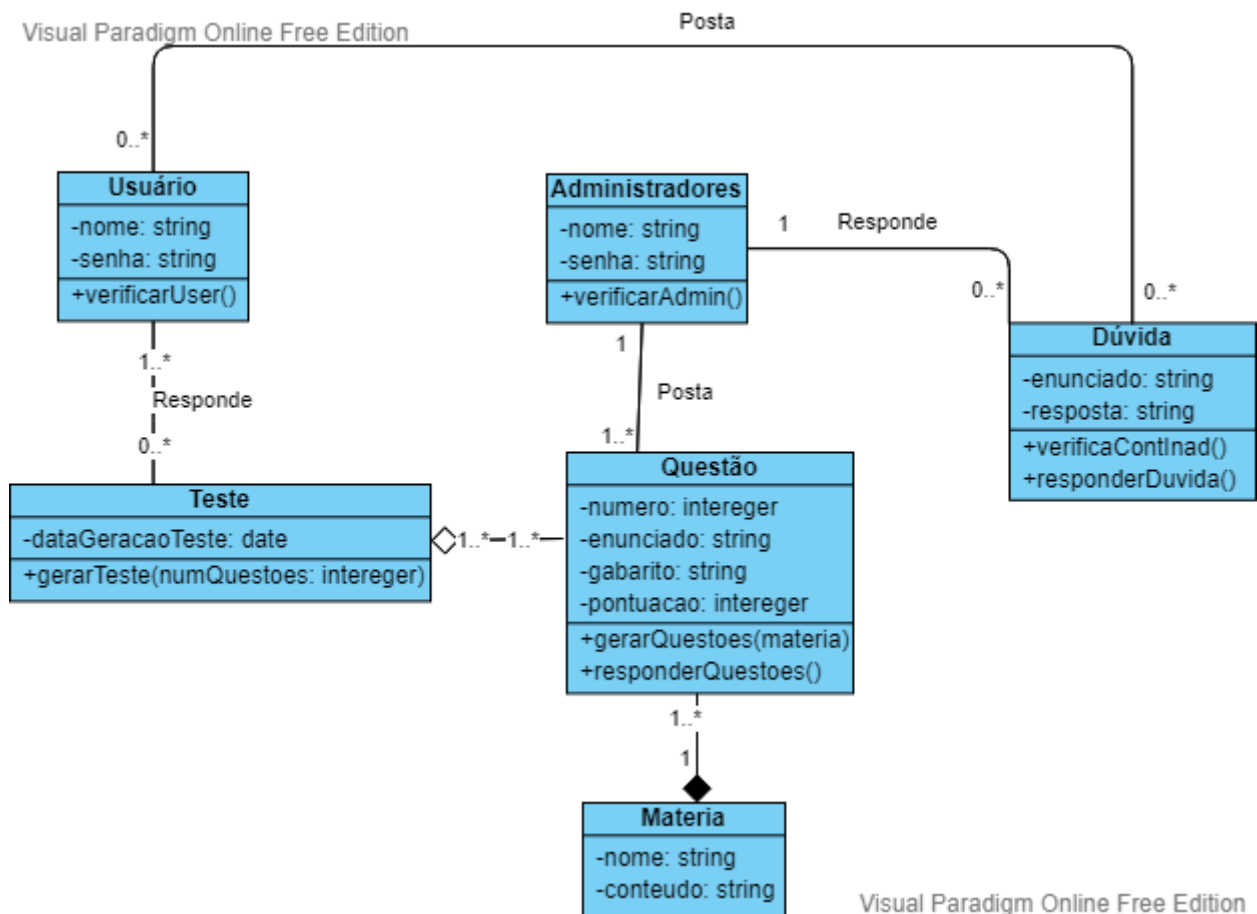 Visual Paradigm Online Free Edition
Posta
0..*
Usuário
-nome: string
-senha: string
+verificarUser()
Administradores
-nome: string
-senha: string
+verificarAdmin()
1
Responde
0..*
0..*
Dúvida
-enunciado: string
-resposta: string
+verificaContInad()
+responderDuvida()
1..*
Responde
0..*
1
Posta
1..*
Teste
-dataGeracaoTeste: date
+gerarTeste(numQuestoes: intereger)
1..*
1..*
Questão
-numero: intereger
-enunciado: string
-gabarito: string
-pontuacao: intereger
+gerarQuestoes(materia)
+responderQuestoes()
1..*
1
Materia
-nome: string
-conteudo: string
Visual Paradigm Online Free Edition